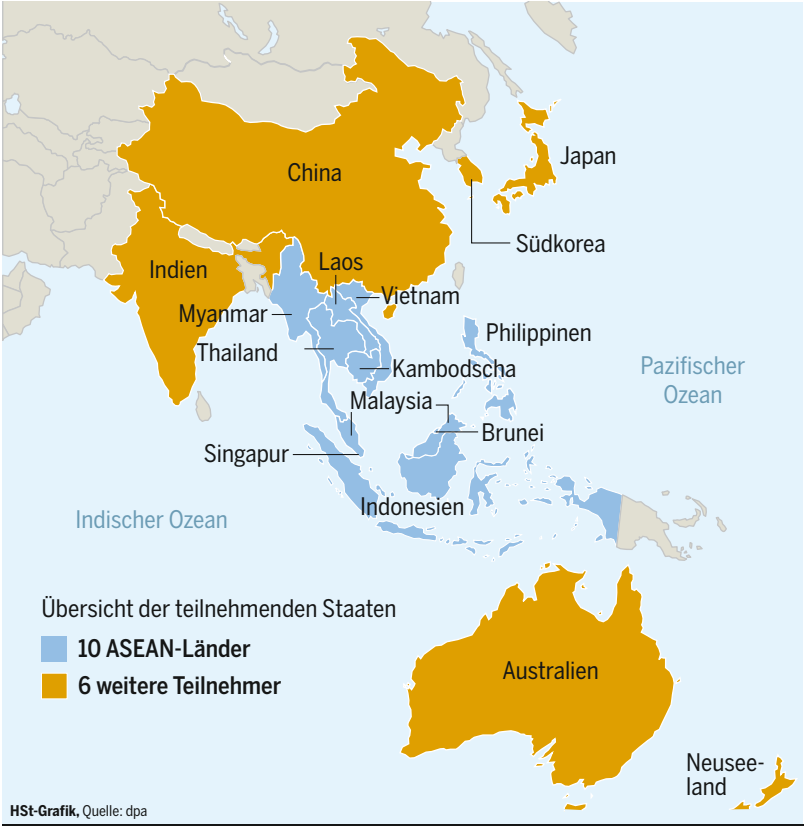 Japan
China
Südkorea
Indien
Laos
Vietnam
Myanmar
Philippinen
Thailand
Kambodscha
Pazifischer
Ozean
Malaysia
Brunei
Singapur
Indonesien
Indischer Ozean
Übersicht der teilnehmenden Staaten
10 ASEAN-Länder
6 weitere Teilnehmer
Australien
Neusee-
land
HSt-Grafik, Quelle: dpa